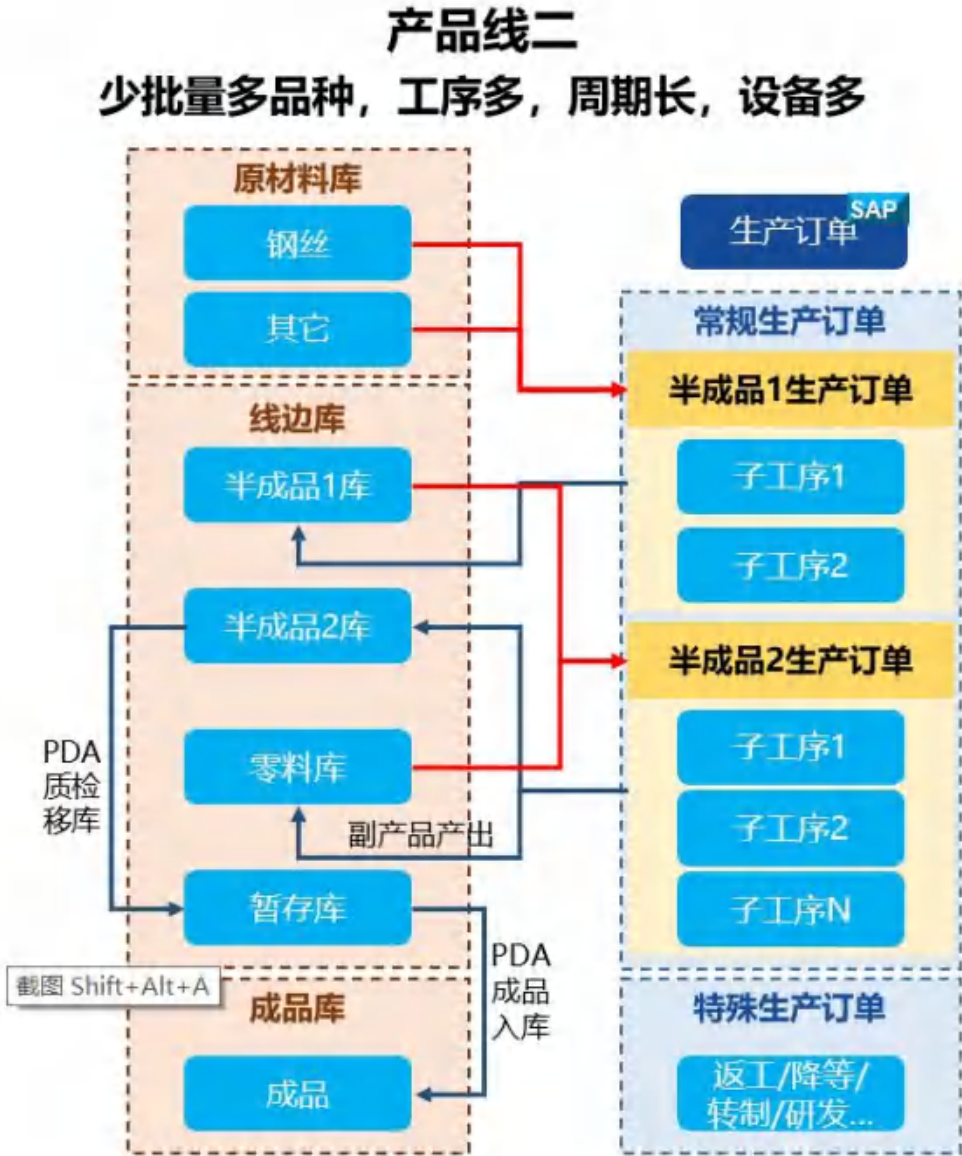 产品线二
少批量多品种，工序多，周期长，设备多
原材料库
钢丝
其它
线边库
半成品1库
半成品2库
零料库
副产品产出
暂存库
PDA
质检
移库
PDA
成品
入库
截图 Shift+Alt+A
成品库
成品
生产订单
SAP
常规生产订单
半成品1生产订单
子工序1
子工序2
半成品2生产订单
子工序1
子工序2
子工序N
特殊生产订单
返工/降等/
转制/研发...